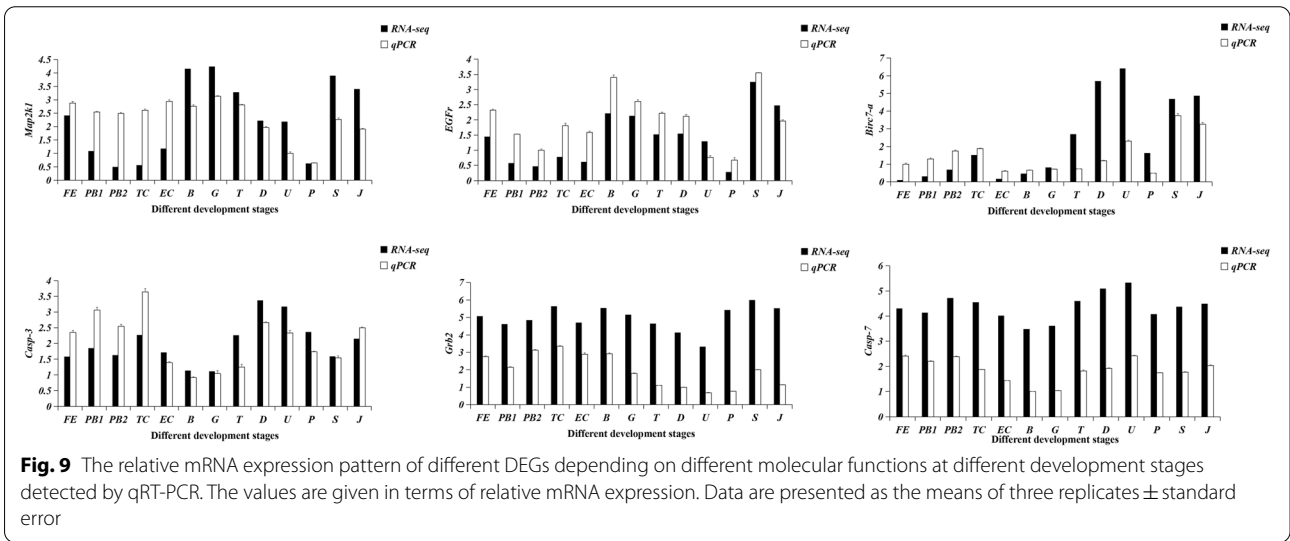 RNA-seq
qPCR
Map2k1
4.5
4
3.5
3
2.5
2
1.5
1
0.5
0
FE PB1 PB2 TC EC B G T D U P S J
Different development stages
RNA-seq
qPCR
EGFr
4
3.5
3
2.5
2
1.5
1
0.5
0
FE PB1 PB2 TC EC B G T D U P S J
Different development stages
RNA-seq
qPCR
Birc7-a
7
6
5
4
3
2
1
0
FE PB1 PB2 TC EC B G T D U P S J
Different development stages
RNA-seq
qPCR
Casp-3
4
3.5
3
2.5
2
1.5
1
0.5
0
FE PB1 PB2 TC EC B G T D U P S J
Different development stages
RNA-seq
qPCR
Grb2
7
6
5
4
3
2
1
0
FE PB1 PB2 TC EC B G T D U P S J
Different development stages
RNA-seq
qPCR
Casp-7
6
5
4
3
2
1
0
FE PB1 PB2 TC EC B G T D U P S J
Different development stages
Fig. 9 The relative mRNA expression pattern of different DEGs depending on different molecular functions at different development stages
detected by qRT-PCR. The values are given in terms of relative mRNA expression. Data are presented as the means of three replicates ± standard
error